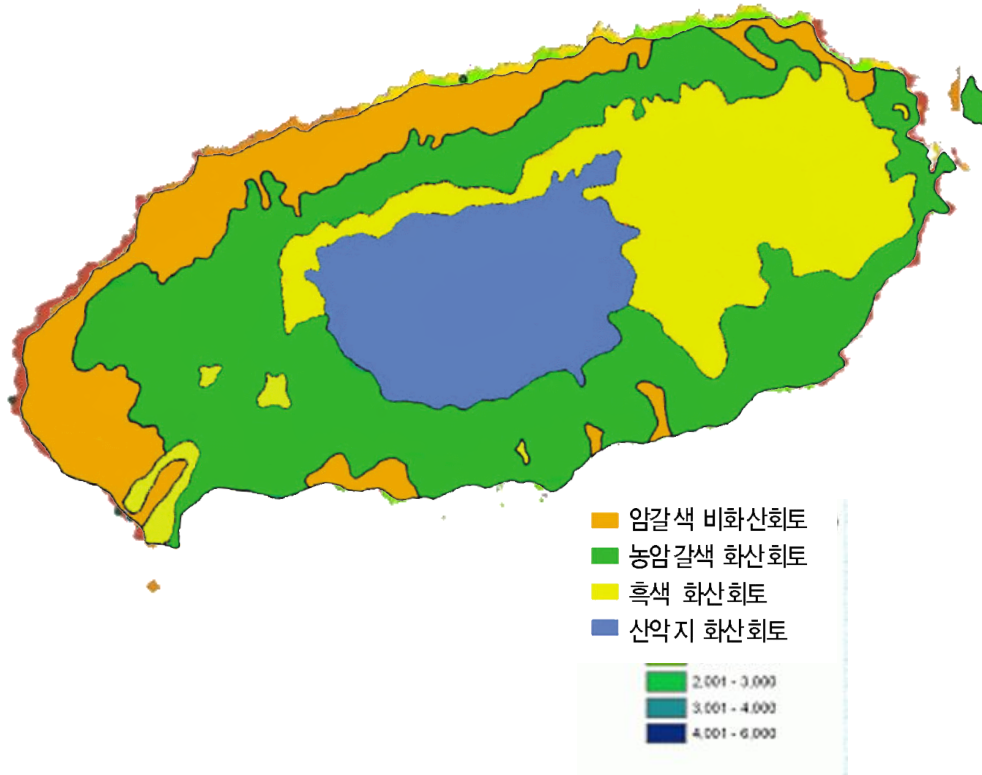 암갈색 비화산회토
농암갈색 화산회토
흑색 화산회토
산악지 화산회토
2,001 - 3,000
3,001 - 4,000
4,001 - 6,000